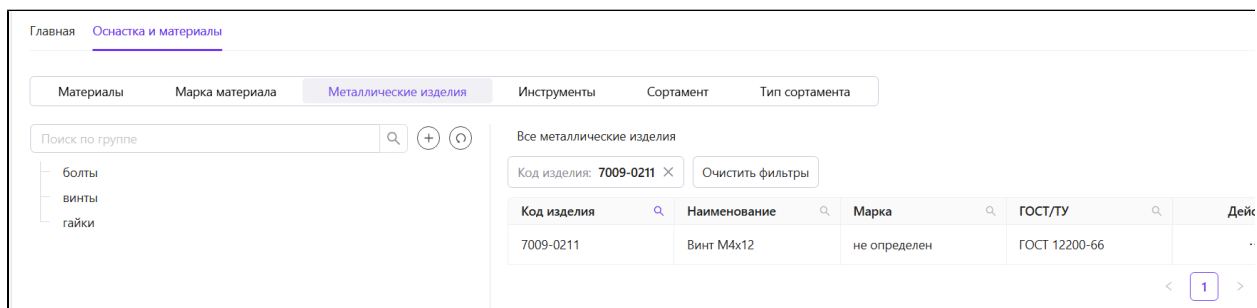 Главная Оснастка и материалы
Материалы Марка материала Металлические изделия Инструменты Сортамент Тип сортамента
Поиск по группе
болты
винты
гайки
Все металлические изделия
Код изделия: 7009-0211 Очистить фильтры
Код изделия Наименование Марка ГОСТ/ТУ Дейс
7009-0211 Винт М4х12 не определен ГОСТ 12200-66
1